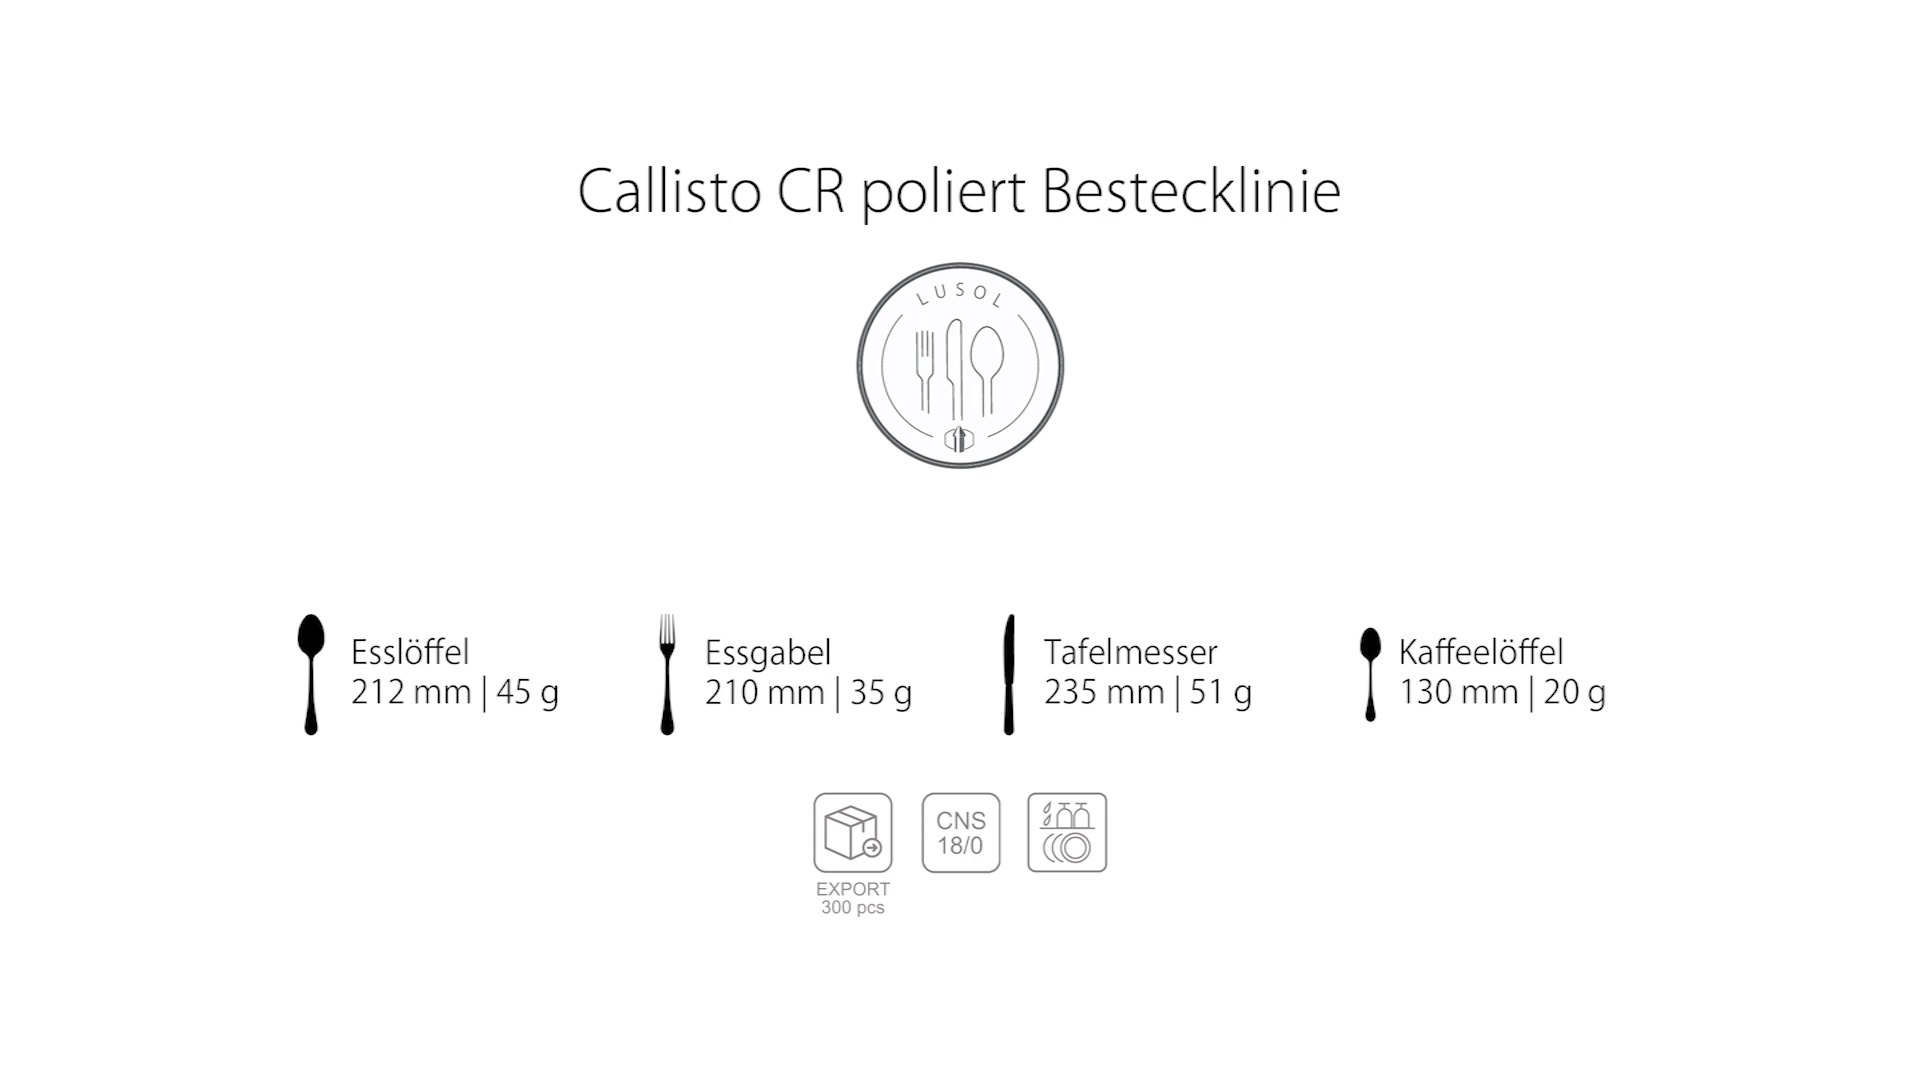 Callisto CR poliert Bestecklinie
LUSOL
Esslöffel
212 mm | 45 g
Essgabel
210 mm | 35 g
Tafelmesser
235 mm | 51 g
Kaffeelöffel
130 mm | 20 g
EXPORT
300 pcs
CNS
18/0